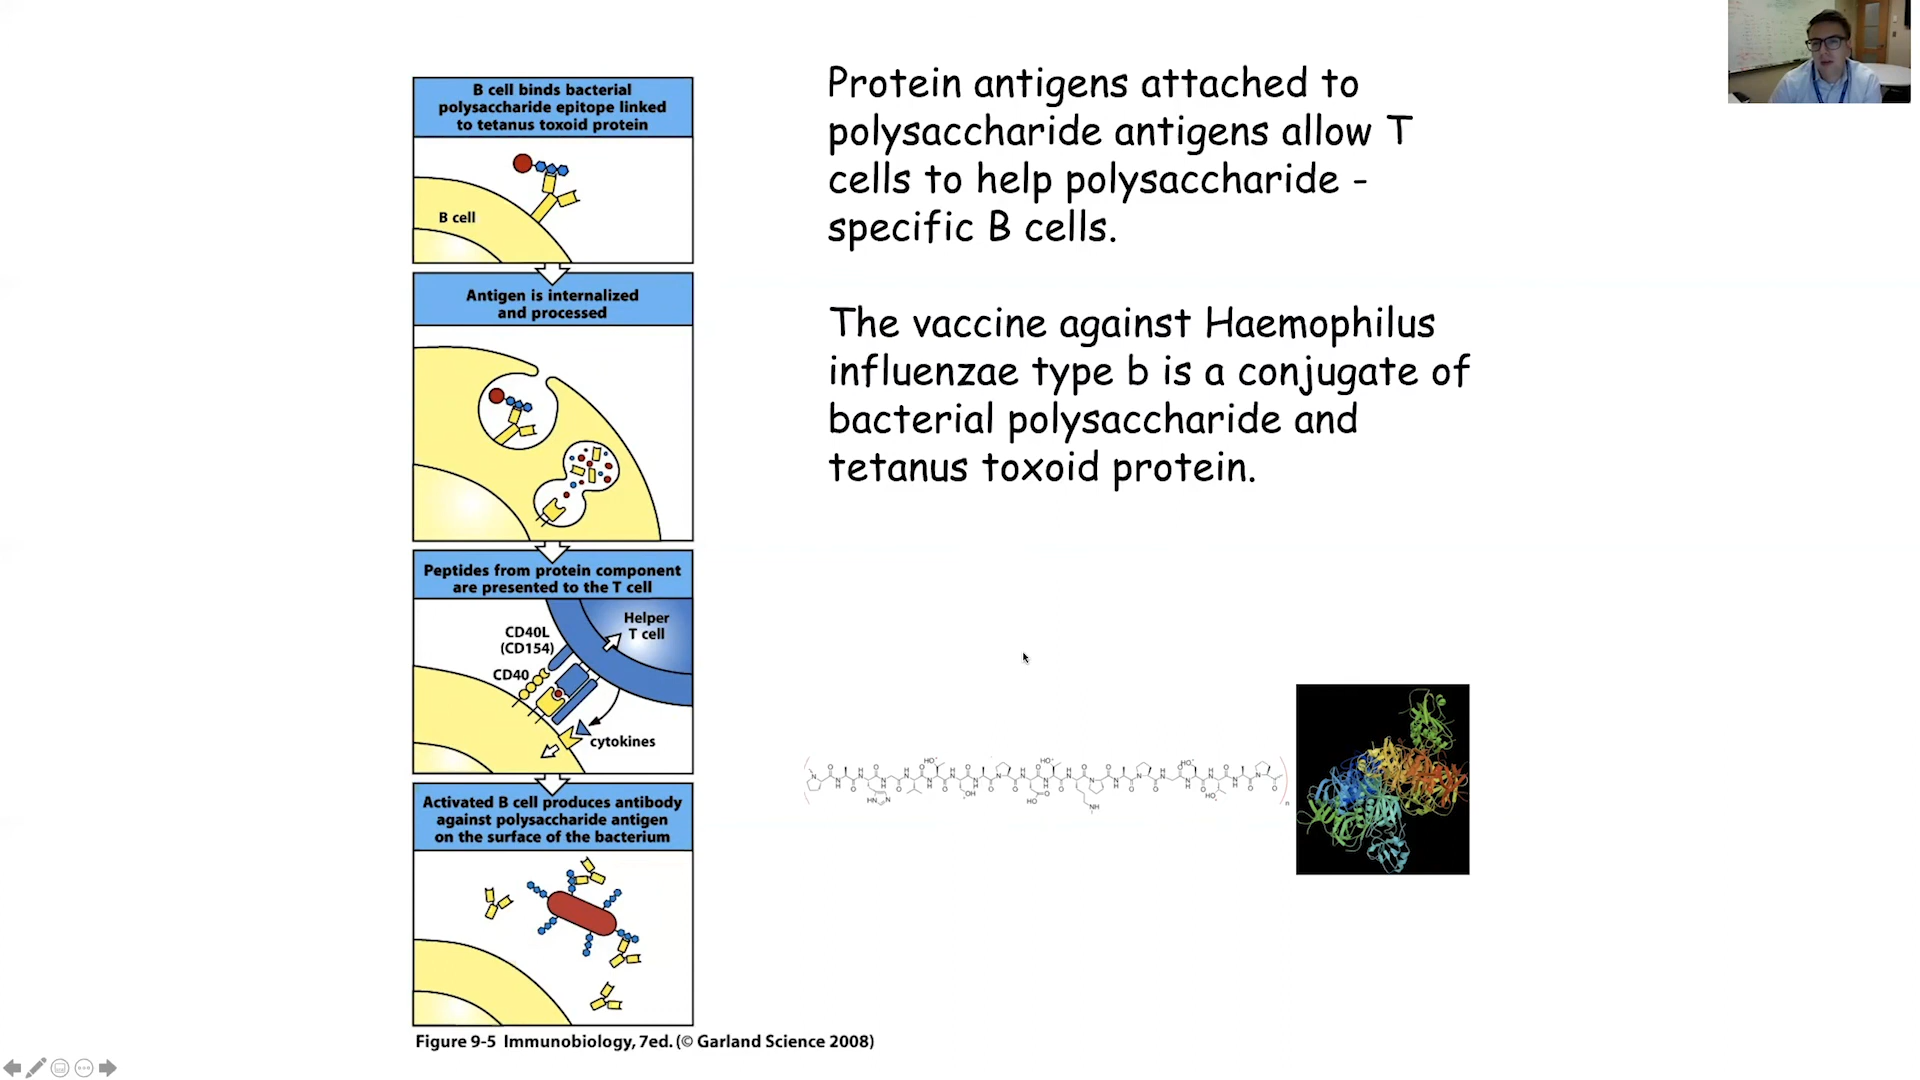 B cell binds bacterial
polysaccharide epitope linked
to tetanus toxoid protein
B cell
Antigen is internalized
and processed
Peptides from protein component
are presented to the T cell
Helper
T cell
CD40L
(CD154)
CD40
cytokines
Activated B cell produces antibody
against polysaccharide antigen
on the surface of the bacterium
Figure 9-5 Immunobiology, 7ed. (© Garland Science 2008)
Protein antigens attached to
polysaccharide antigens allow T
cells to help polysaccharide -
specific B cells.
The vaccine against Haemophilus
influenzae type b is a conjugate of
bacterial polysaccharide and
tetanus toxoid protein.